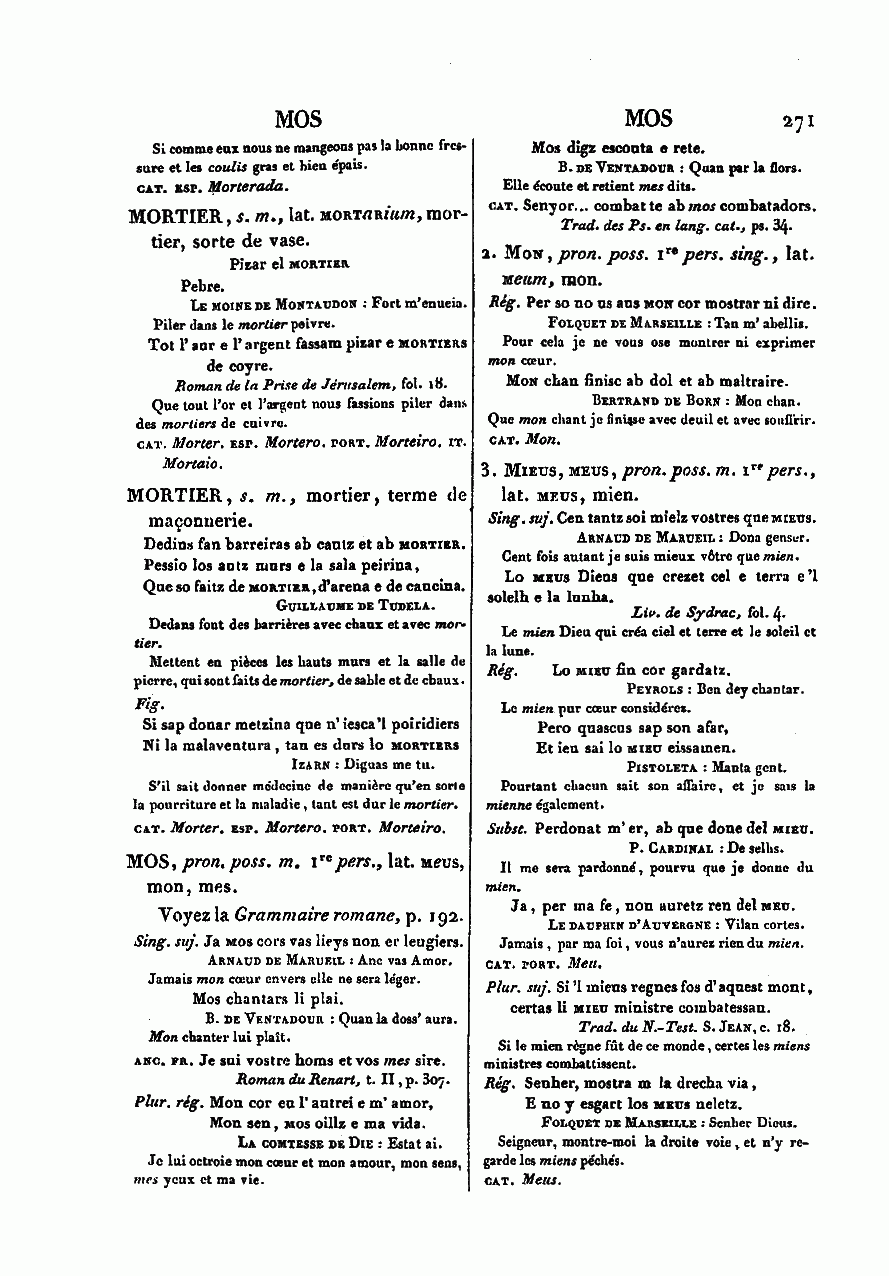 MOS
Si comme eux nous ne mangeons pas la bonne fres-
sure et les coulis gras et bien épais.
CAT. ESP. Morterada.
MORTIER, s. m., lat. MORTARIUM, mor-
tier, sorte de vase.
Pizar el MORTIER
Pebre.
LE MOINE DE MONTAUDON : Fort m'enueia.
Piler dans le mortier poivre.
Tot l'aur e l'argent fassam pizar e MORTIERS
de coyre.
Roman de la Prise de Jérusalem, fol. 18.
Que tout l'or et l'argent nous fassions piler dans
des mortiers de cuivre.
CAT. Morter. ESP. Mortero. PORT. Morteiro. IT.
Mortaio.
MORTIER, s. m., mortier, terme de
maçonnerie.
Dedins fan barreiras ab cautz et ab MORTIER.
Pessio los autz murs e la sala peirina,
Que so faitz de MORTIER, d'arena e de caucina.
GUILLAUME DE TUDELA.
Dedans font des barrières avec chaux et avec mor-
tier.
Mettent en pièces les hauts murs et la salle de
pierre, qui sont faits de mortier, de sable et de chaux.
Fig.
Si sap donar metzina que n'iesca'l poiridiers
Ni la malaventura, tan es durs lo MORTIERS
IZARN : Diguas me tu.
S'il sait donner médecine de manière qu'en sorte
la pourriture et la maladie, tant est dur le mortier.
CAT. Morter. ESP. Mortero. PORT. Morteiro.
MOS, pron. poss. m. 1re pers., lat. MEUS,
mon, mes.
Voyez la Grammaire romane, p. 192.
Sing. suj. Ja MOS cors vas lieys non er leugiers.
ARNAUD DE MARUEIL : Anc vas Amor.
Jamais mon cœur envers elle ne sera léger.
Mos chantars li plai.
B. DE VENTADOUR : Quan la doss' aura.
Mon chanter lui plaît.
ANC. FR. Je sui vostre homs et vos mes sire.
Roman du Renart, t. II, p. 307.
Plur. rég. Mon cor eu l'autrei e m'amor,
Mon sen, MOS oillz e ma vida.
LA COMTESSE DE DIE : Estat ai.
Je lui octroie mon cœur et mon amour, mon sens,
mes yeux et ma vie.
MOS 271
Mos digz escouta e rete.
B. DE VENTADOUR : Quan par la flors.
Elle écoute et retient mes dits.
CAT. Senyor... combat te ab mos combatadors.
Trad. des Ps. en lang. cat., ps. 34.
2. MON, pron. poss. 1re pers. sing., lat.
MEUM, mon.
Rég. Per so no us aus MON cor mostrar ni dire.
FOLQUET DE MARSEILLE : Tan m'abellis.
Pour cela je ne vous ose montrer ni exprimer
mon cœur.
MON chan finisc ab dol et ab maltraire.
BERTRAND DE BORN : Mon chan.
Que mon chant je finisse avec deuil et avec souffrir.
CAT. Mon.
3. MIEUS, MEUS, pron. poss. m. 1re pers.,
lat. MEUS, mien.
Sing. suj. Cen tantz soi mielz vostres que MIEUS.
ARNAUD DE MARUEIL : Dona genser.
Cent fois autant je suis mieux vôtre que mien.
Lo MEUS Dieus que crezet cel e terra e'l
solelh e la lunha.
Liv. de Sydrac, fol. 4.
Le mien Dieu qui créa ciel et terre et le soleil et
la lune.
Rég. Lo MIEU fin cor gardatz.
PEYROLS : Ben dey chantar.
Le mien pur cœur considérez.
Pero quascus sap son afar,
Et ieu sai lo MIEU eissamen.
PISTOLETA : Manta gent.
Pourtant chacun sait son affaire, et je sais la
mienne également.
Subst. Perdonat m'er, ab que done del MIEU.
P. CARDINAL : De selhs.
Il me sera pardonné, pourvu que je donne du
mien.
Ja, per ma fe, non auretz ren del MEU.
LE DAUPHIN D'AUVERGNE : Vilan cortes.
Jamais, par ma foi, vous n'aurez rien du mien.
CAT. PORT. Meu.
Plur. suj. Si'l mieus regnes fos d'aquest mont,
certas li MIEU ministre combatessan.
Trad. du N.-Test. S. JEAN, c. 18.
Si le mien règne fût de ce monde, certes les miens
ministres combattissent.
Rég. Senher, mostra m la drecha via,
E no y esgart los MEUS neletz.
FOLQUET DE MARSEILLE : Senher Dieus.
Seigneur, montre-moi la droite voie, et n'y re-
garde les miens péchés.
CAT. Meus.